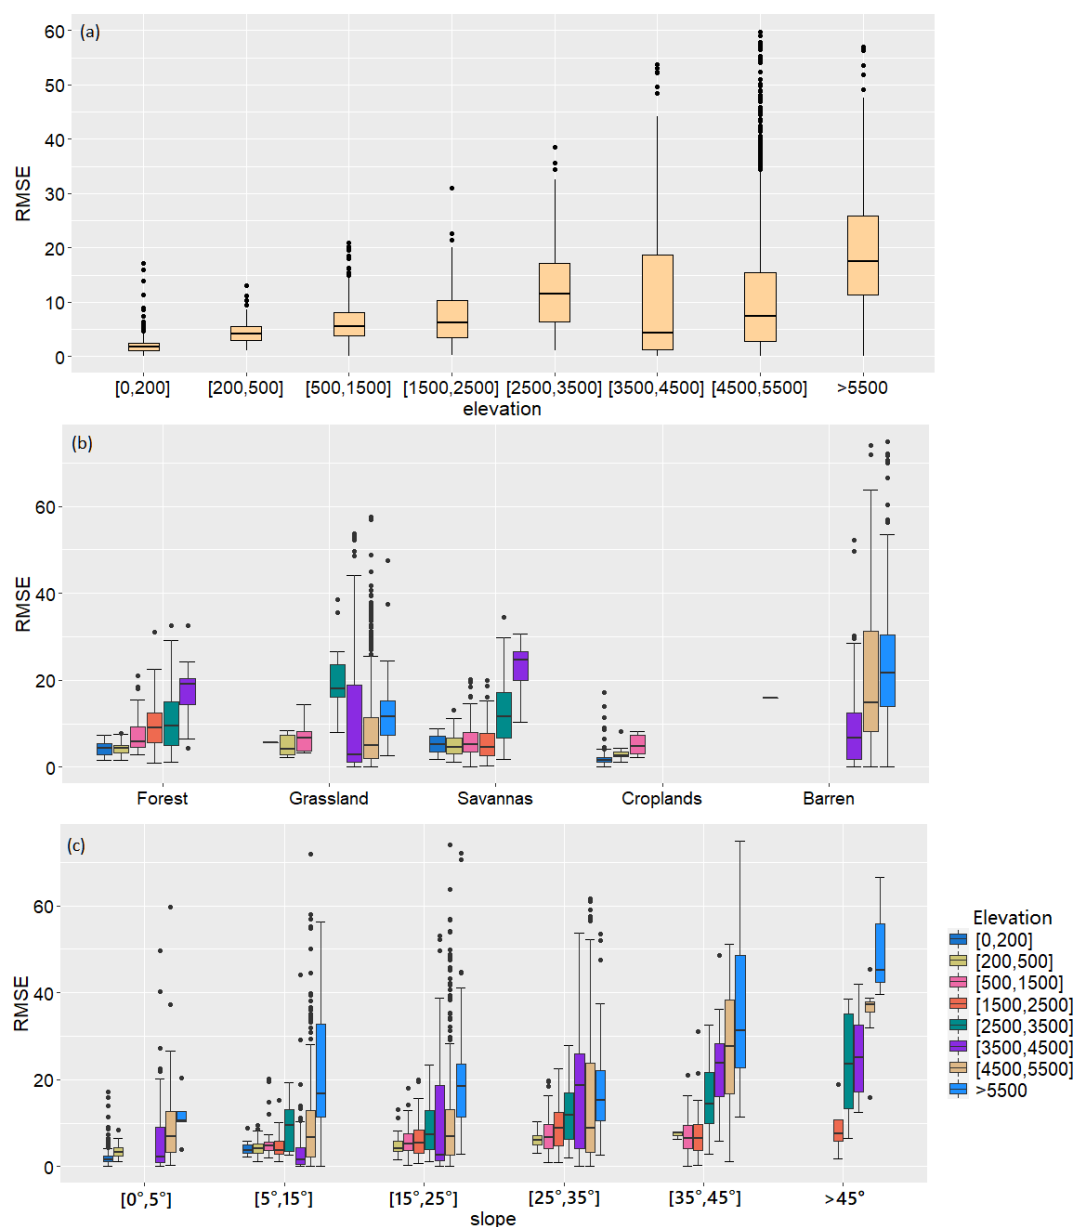 (a)
60
50
40
30
20
10
0
RMSE
[0,200] [200,500] [500,1500] [1500,2500] [2500,3500] [3500,4500] [4500,5500] >5500
elevation
(b)
60
40
20
0
RMSE
Forest Grassland Savannas Croplands Barren
(c)
60
40
20
0
RMSE
[0°,5°] [5°,15°] [15°,25°] [25°,35°] [35°,45°] >45°
slope
Elevation
[0,200]
[200,500]
[500,1500]
[1500,2500]
[2500,3500]
[3500,4500]
[4500,5500]
>5500